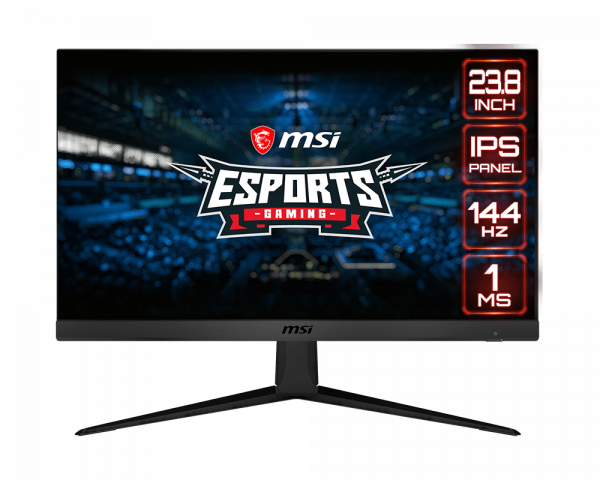 msi
ESPORTS
GAMING
23.8
INCH
IPS
PANEL
144
HZ
1
MS
msi